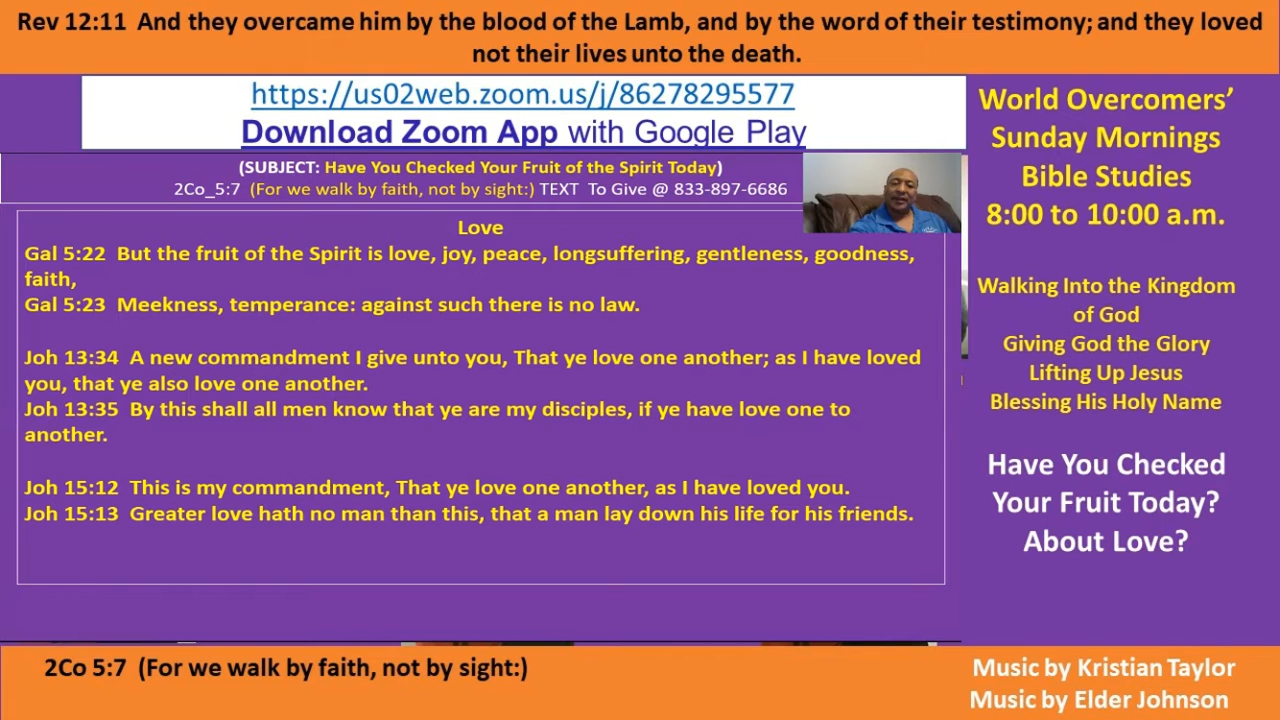 Rev 12:11  And they overcame him by the blood of the Lamb, and by the word of their testimony; and they loved
not their lives unto the death.
https://us02web.zoom.us/j/86278295577
Download Zoom App with Google Play
(SUBJECT: Have You Checked Your Fruit of the Spirit Today)
2Co_5:7  (For we walk by faith, not by sight:) TEXT  To Give @ 833-897-6686
Love
Gal 5:22  But the fruit of the Spirit is love, joy, peace, longsuffering, gentleness, goodness,
faith,
Gal 5:23  Meekness, temperance: against such there is no law.
Joh 13:34  A new commandment I give unto you, That ye love one another; as I have loved
you, that ye also love one another.
Joh 13:35  By this shall all men know that ye are my disciples, if ye have love one to
another.
Joh 15:12  This is my commandment, That ye love one another, as I have loved you.
Joh 15:13  Greater love hath no man than this, that a man lay down his life for his friends.
World Overcomers’
Sunday Mornings
Bible Studies
8:00 to 10:00 a.m.
Walking Into the Kingdom
of God
Giving God the Glory
Lifting Up Jesus
Blessing His Holy Name
Have You Checked
Your Fruit Today?
About Love?
2Co 5:7  (For we walk by faith, not by sight:)
Music by Kristian Taylor
Music by Elder Johnson